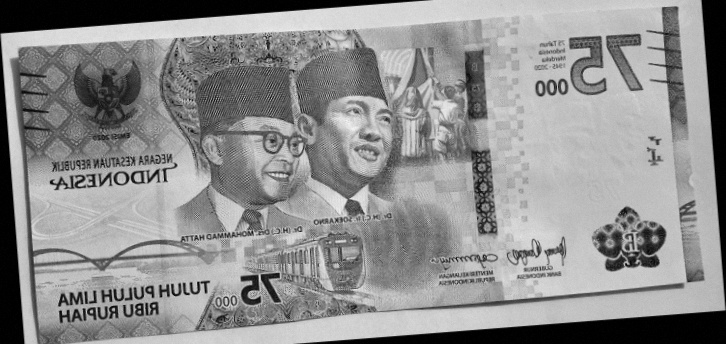 75 Tahun
Indonesia
Merdeka
1945-2020
75 000
EMISI 2020
NEGARA KESATUAN REPUBLIK
INDONESIA
Dr. (H.C.) Ir. SOEKARNO
Dr. (H.C.) Drs. MOHAMMAD HATTA
GUBERNUR
BANK INDONESIA
MENTERI KEUANGAN
REPUBLIK INDONESIA
75 000
TUJUH PULUH LIMA
RIBU RUPIAH